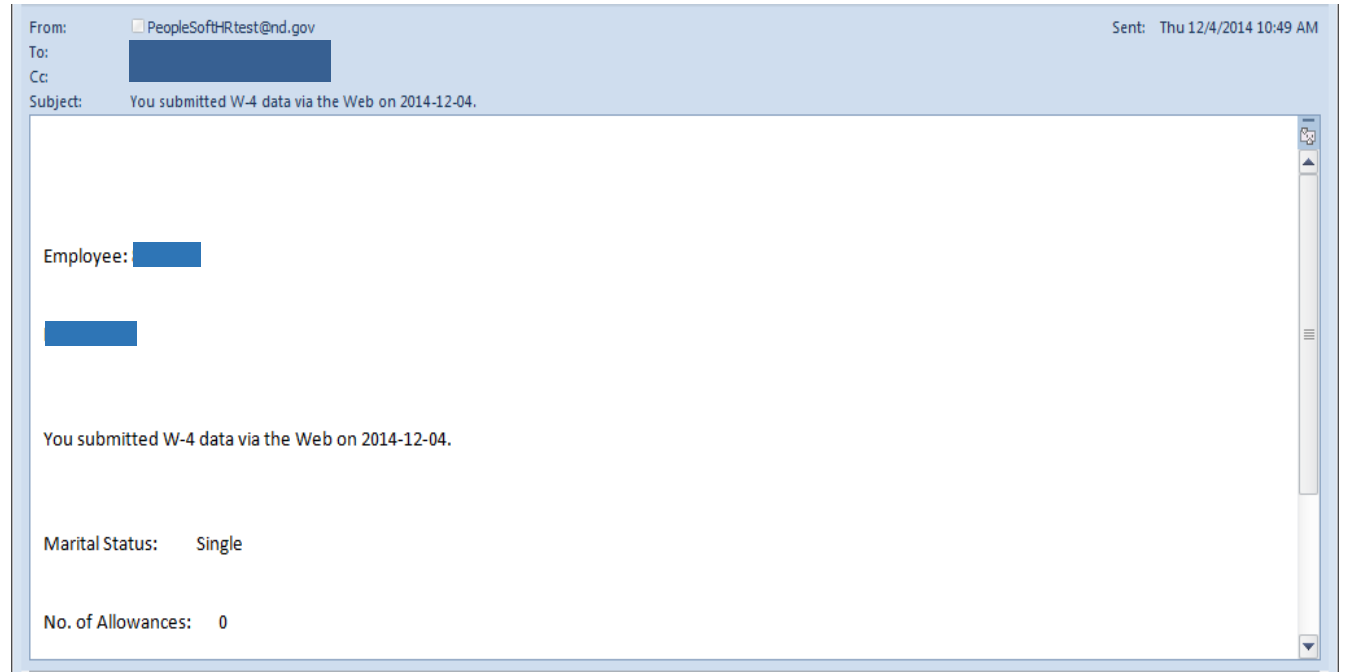 From: PeopleSoftHRtest@nd.gov Sent: Thu 12/4/2014 10:49 AM
To:
Cc:
Subject: You submitted W-4 data via the Web on 2014-12-04.
Employee:
You submitted W-4 data via the Web on 2014-12-04.
Marital Status: Single
No. of Allowances: 0